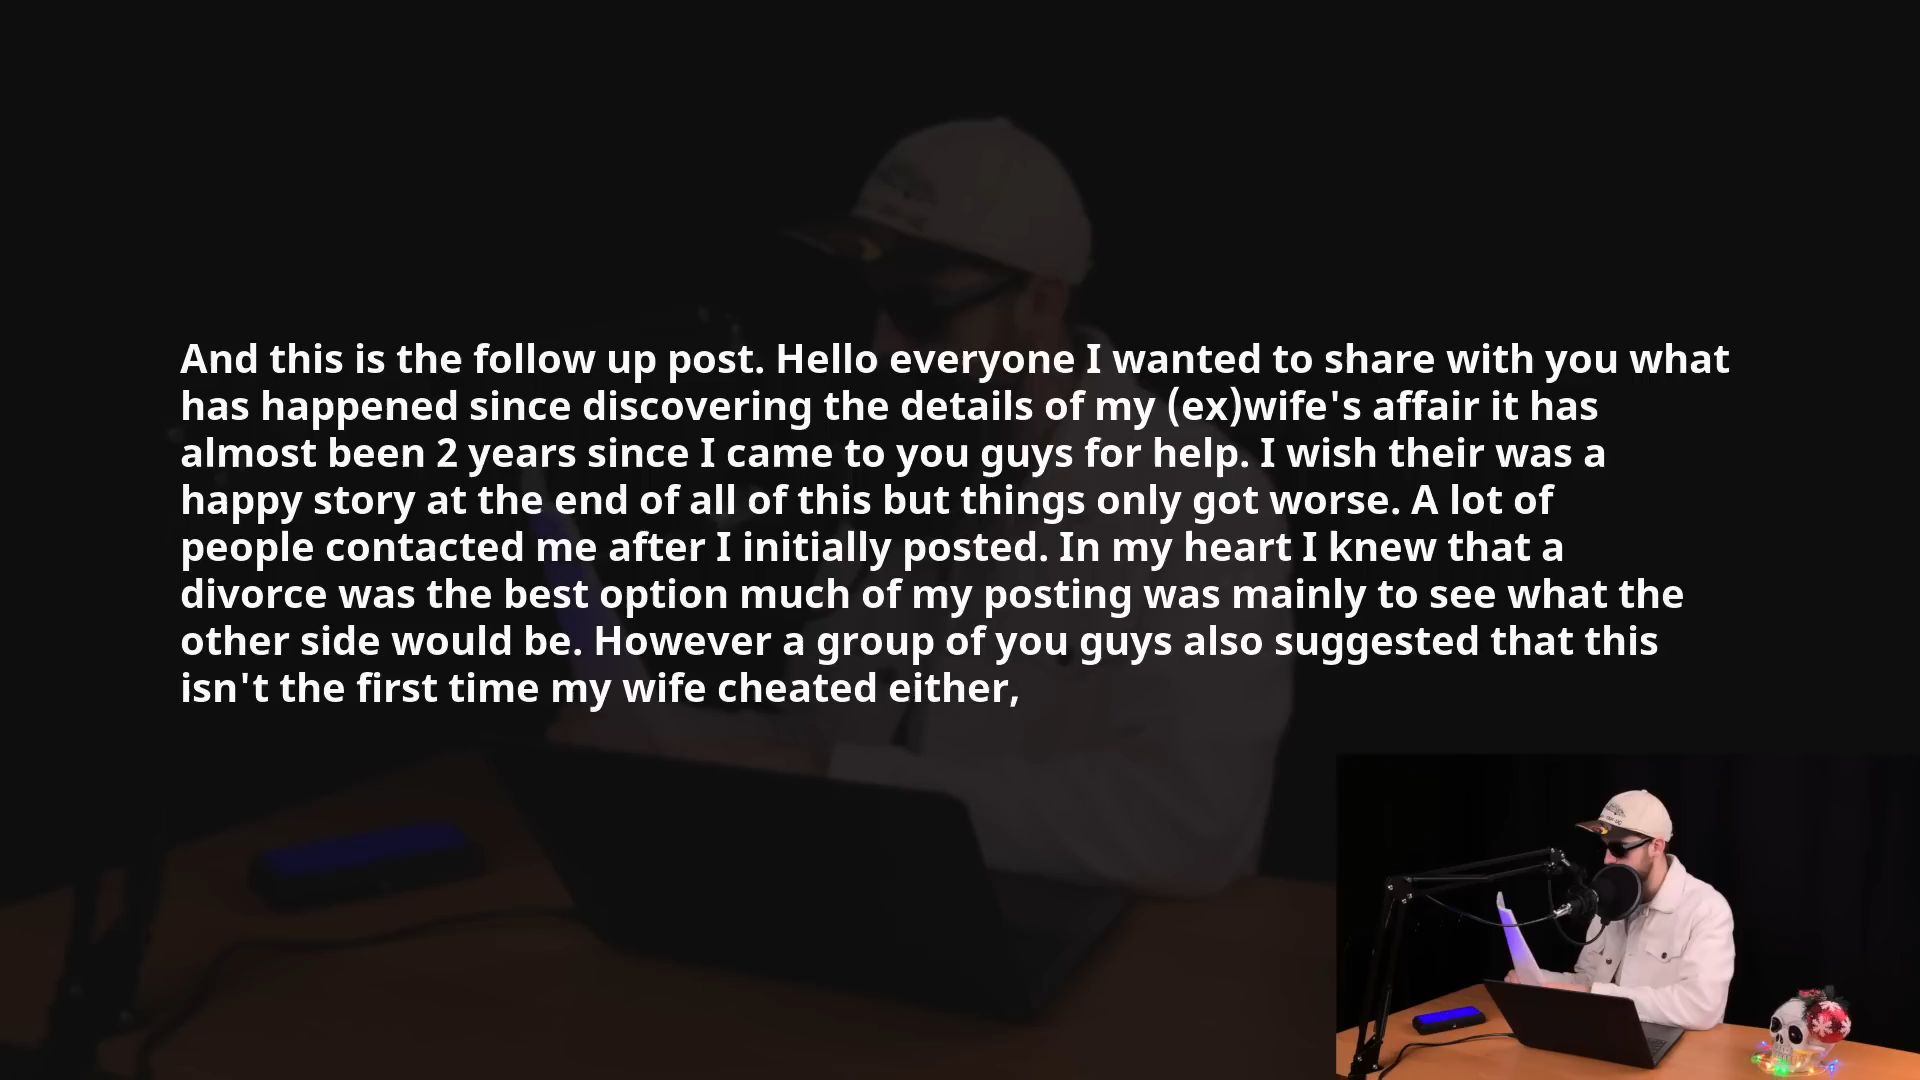 And this is the follow up post. Hello everyone I wanted to share with you what
has happened since discovering the details of my (ex)wife's affair it has
almost been 2 years since I came to you guys for help. I wish their was a
happy story at the end of all of this but things only got worse. A lot of
people contacted me after I initially posted. In my heart I knew that a
divorce was the best option much of my posting was mainly to see what the
other side would be. However a group of you guys also suggested that this
isn't the first time my wife cheated either,